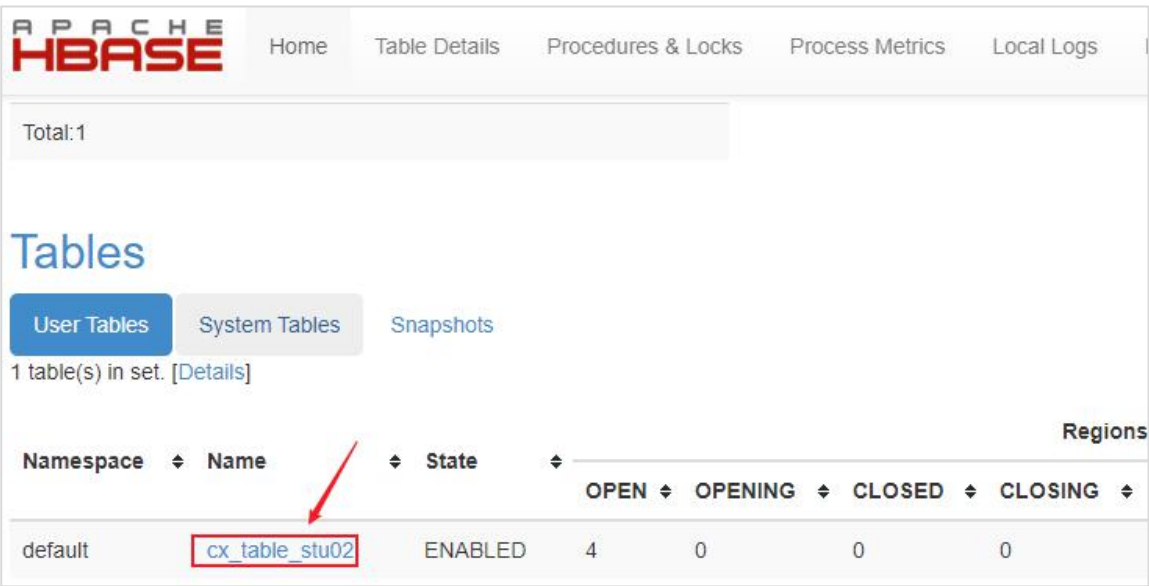 APACHE
HBASE
Home Table Details Procedures & Locks Process Metrics Local Logs
Total:1
Tables
User Tables System Tables Snapshots
1 table(s) in set. [Details]
Regions
Namespace Name State
OPEN OPENING CLOSED CLOSING
default cx_table_stu02 ENABLED 4 0 0 0